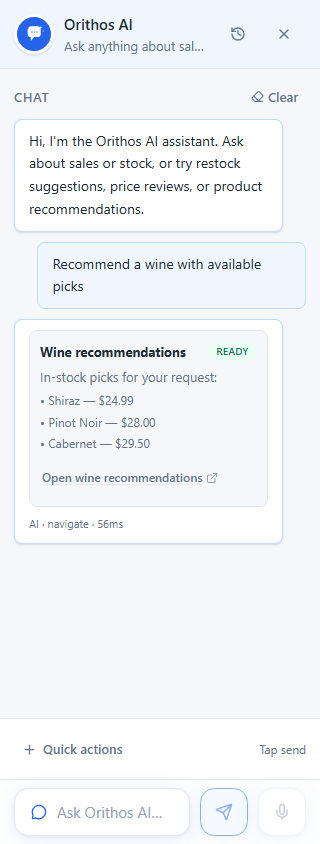 Orithos AI
Ask anything about sal...
CHAT
Clear
Hi, I'm the Orithos AI assistant. Ask
about sales or stock, or try restock
suggestions, price reviews, or product
recommendations.
Recommend a wine with available
picks
Wine recommendations READY
In-stock picks for your request:
• Shiraz — $24.99
• Pinot Noir — $28.00
• Cabernet — $29.50
Open wine recommendations
AI · navigate · 56ms
Quick actions
Tap send
Ask Orithos AI...